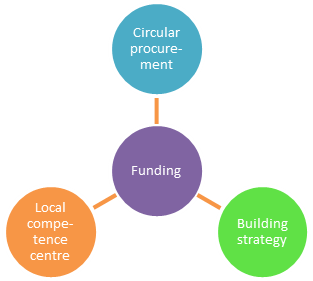 Circular
procure-
ment
Funding
Local
compe-
tence
centre
Building
strategy